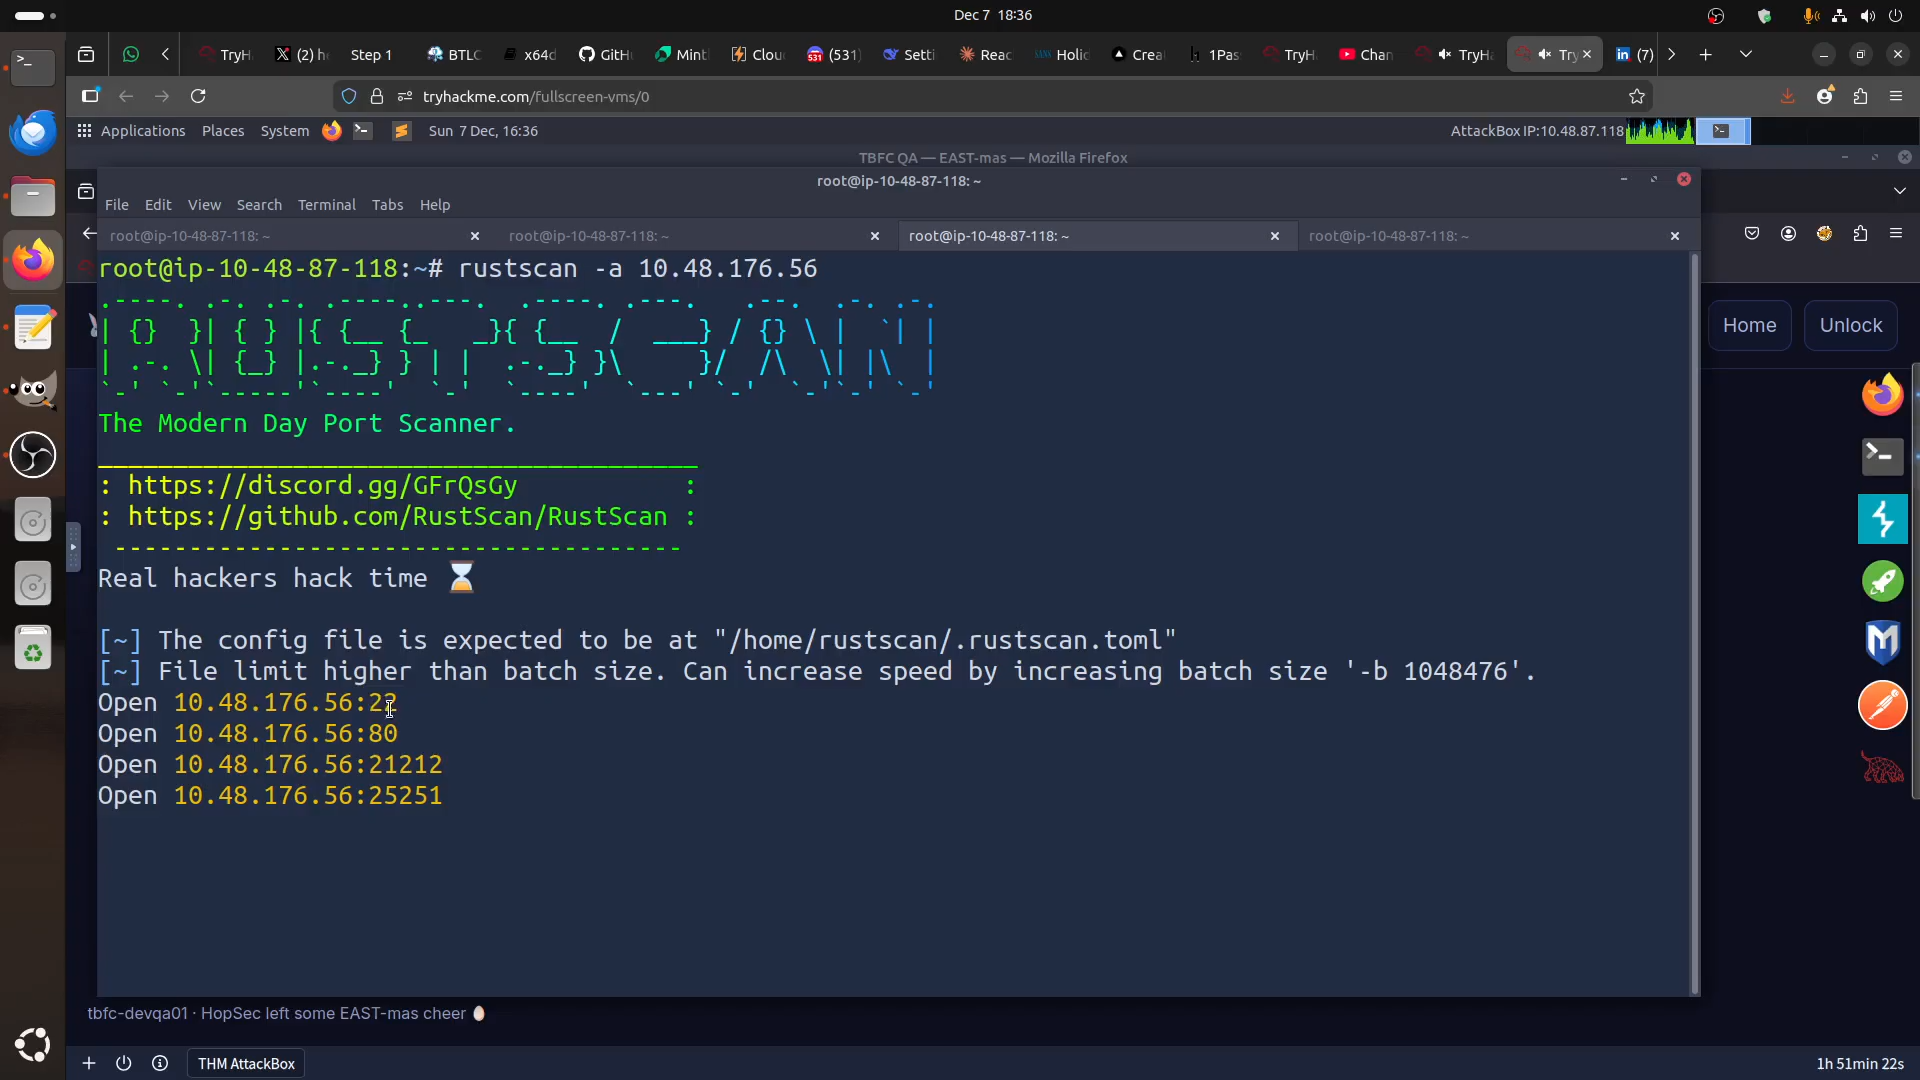 Dec 7 18:36
TryH
(2) h
Step 1
BTLC
x64d
GitHu
Mint
Clou
(531)
Setti
Reac
Holid
Crea
1Pas
TryH
Chan
TryHa
Try
(7)
tryhackme.com/fullscreen-vms/0
Applications Places System
Sun 7 Dec, 16:36
AttackBox IP:10.48.87.118
TBFC QA — EAST-mas — Mozilla Firefox
root@ip-10-48-87-118: ~
File Edit View Search Terminal Tabs Help
root@ip-10-48-87-118: ~
root@ip-10-48-87-118: ~
root@ip-10-48-87-118: ~
root@ip-10-48-87-118: ~
Home
Unlock
root@ip-10-48-87-118:~# rustscan -a 10.48.176.56
RUSTSCAN
The Modern Day Port Scanner.
: https://discord.gg/GFrQsGy :
: https://github.com/RustScan/RustScan :
Real hackers hack time ⌛
[~] The config file is expected to be at "/home/rustscan/.rustscan.toml"
[~] File limit higher than batch size. Can increase speed by increasing batch size '-b 1048476'.
Open 10.48.176.56:22
Open 10.48.176.56:80
Open 10.48.176.56:21212
Open 10.48.176.56:25251
tbfc-devqa01 · HopSec left some EAST-mas cheer 🥚
THM AttackBox
1h 51min 22s